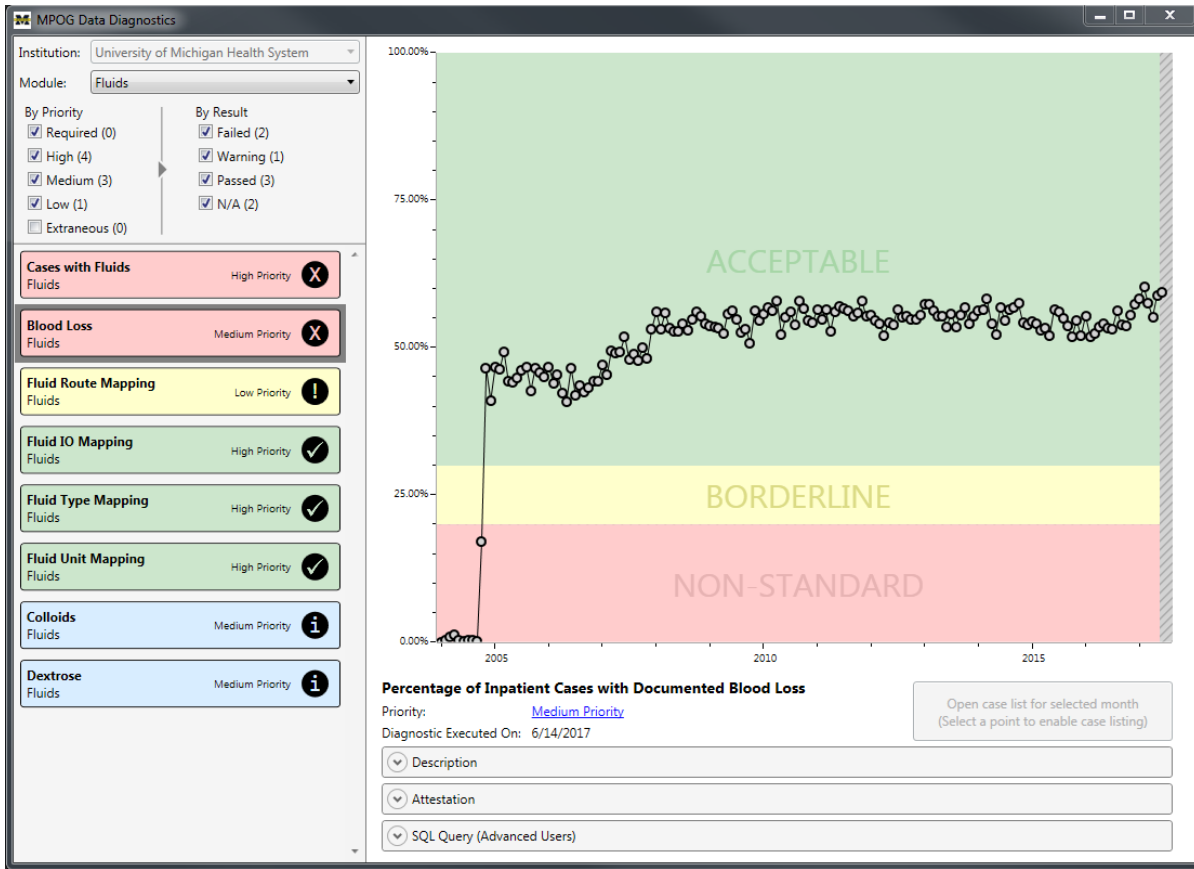 MPOG Data Diagnostics
Institution: University of Michigan Health System
Module: Fluids
By Priority
Required (0)
High (4)
Medium (3)
Low (1)
Extraneous (0)
By Result
Failed (2)
Warning (1)
Passed (3)
N/A (2)
Cases with Fluids
Fluids
High Priority
X
Blood Loss
Fluids
Medium Priority
X
Fluid Route Mapping
Fluids
Low Priority
!
Fluid IO Mapping
Fluids
High Priority
Fluid Type Mapping
Fluids
High Priority
Fluid Unit Mapping
Fluids
High Priority
Colloids
Fluids
Medium Priority
i
Dextrose
Fluids
Medium Priority
i
100.00%
75.00%
50.00%
25.00%
0.00%
ACCEPTABLE
BORDERLINE
NON-STANDARD
2005 2010 2015
Percentage of Inpatient Cases with Documented Blood Loss
Priority: Medium Priority
Diagnostic Executed On: 6/14/2017
Open case list for selected month
(Select a point to enable case listing)
Description
Attestation
SQL Query (Advanced Users)